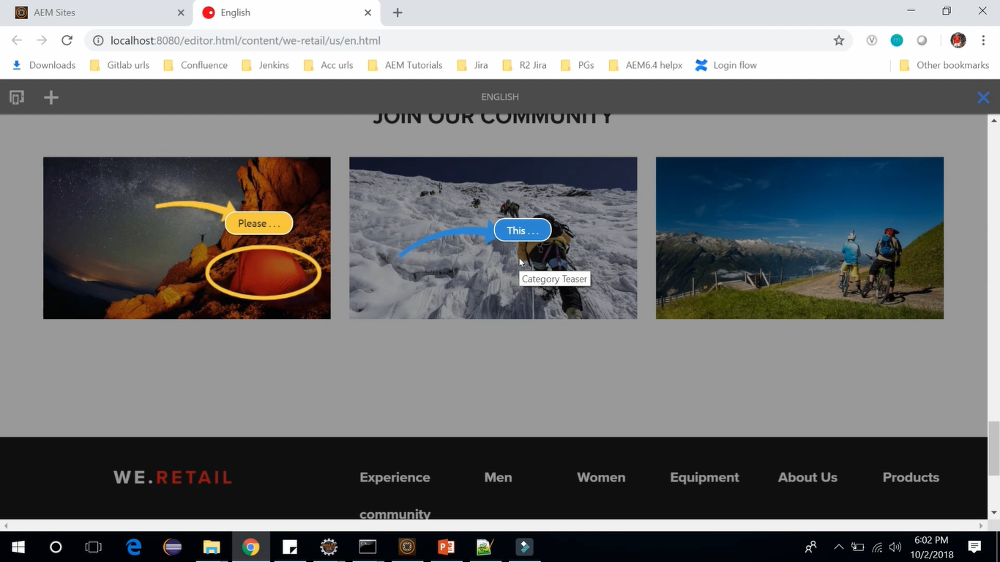 AEM Sites
English
localhost:8080/editor.html/content/we-retail/us/en.html
Downloads
Gitlab urls
Confluence
Jenkins
Acc urls
AEM Tutorials
Jira
R2 Jira
PGs
AEM6.4 helpx
Login flow
Other bookmarks
ENGLISH
JOIN OUR COMMUNITY
Please . . .
This . . .
Category Teaser
WE.RETAIL
Experience
Men
Women
Equipment
About Us
Products
community
6:02 PM
10/2/2018